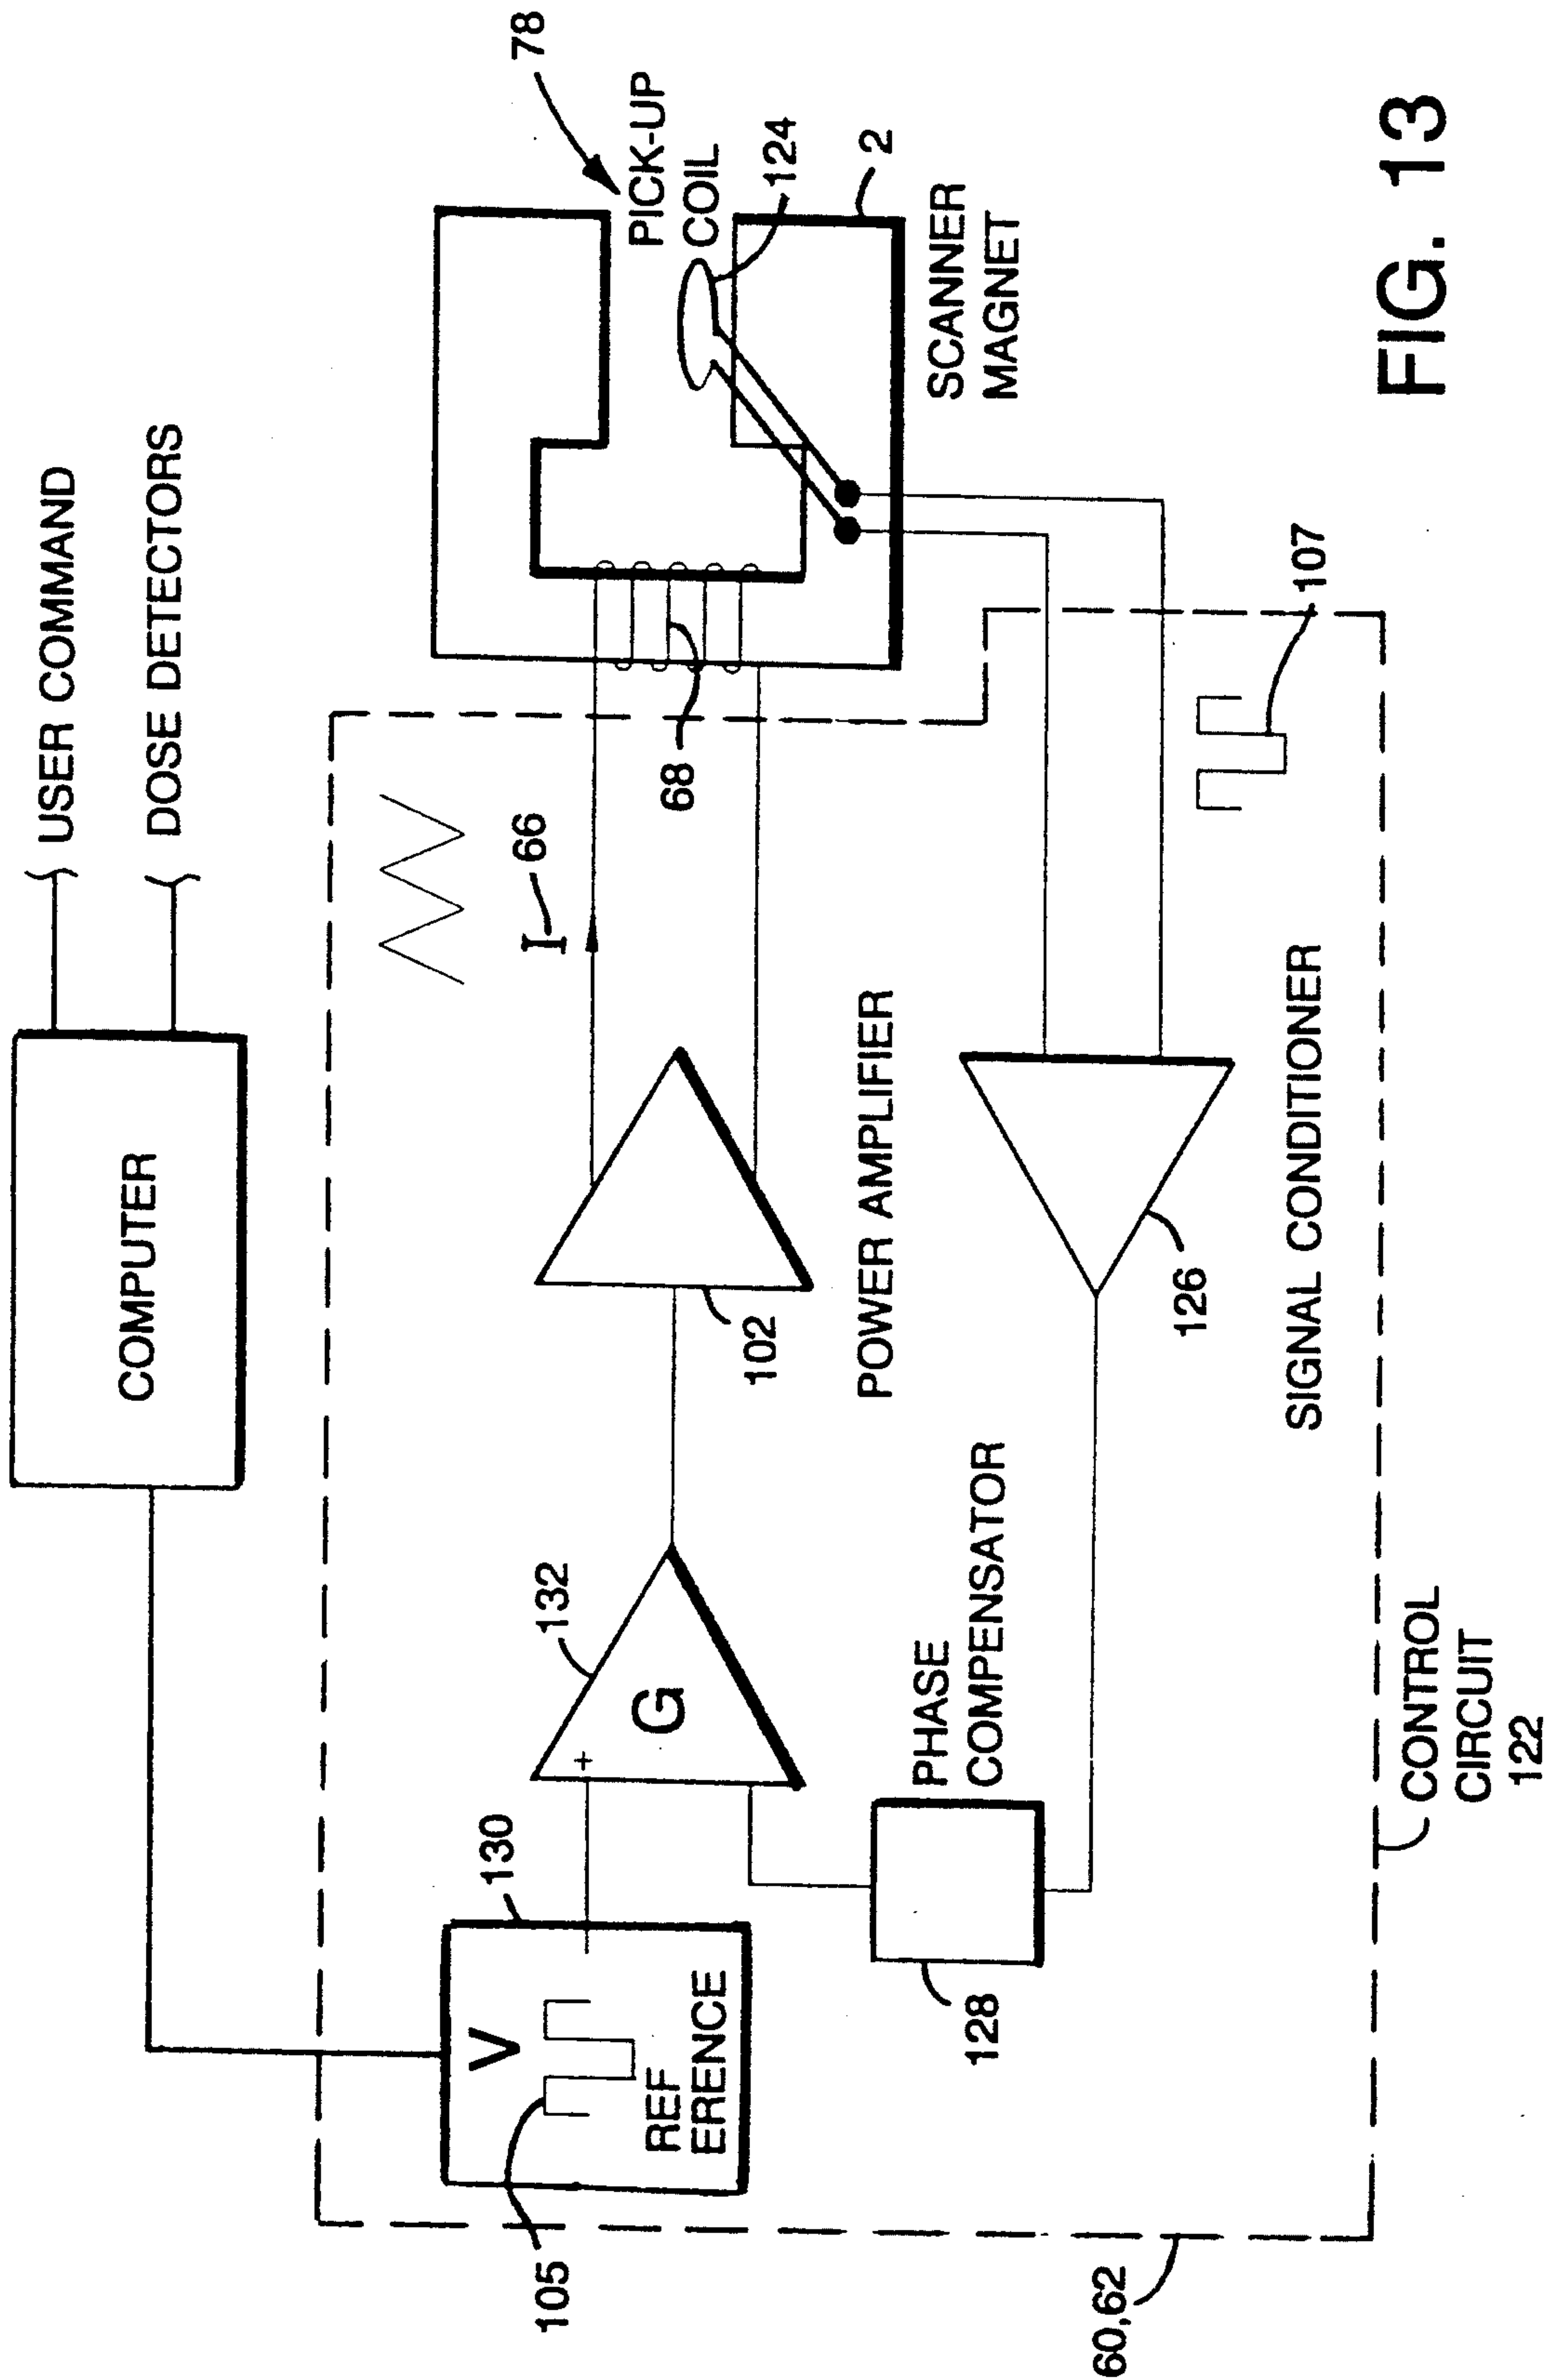 USER COMMAND
DOSE DETECTORS
COMPUTER
78
PICK-UP
COIL
124
2
SCANNER
MAGNET
I
66
68
107
132
G
+
102
POWER AMPLIFIER
130
V
REF
ERENCE
105
PHASE
COMPENSATOR
128
126
SIGNAL CONDITIONER
60,62
CONTROL
CIRCUIT
122
FIG. 13